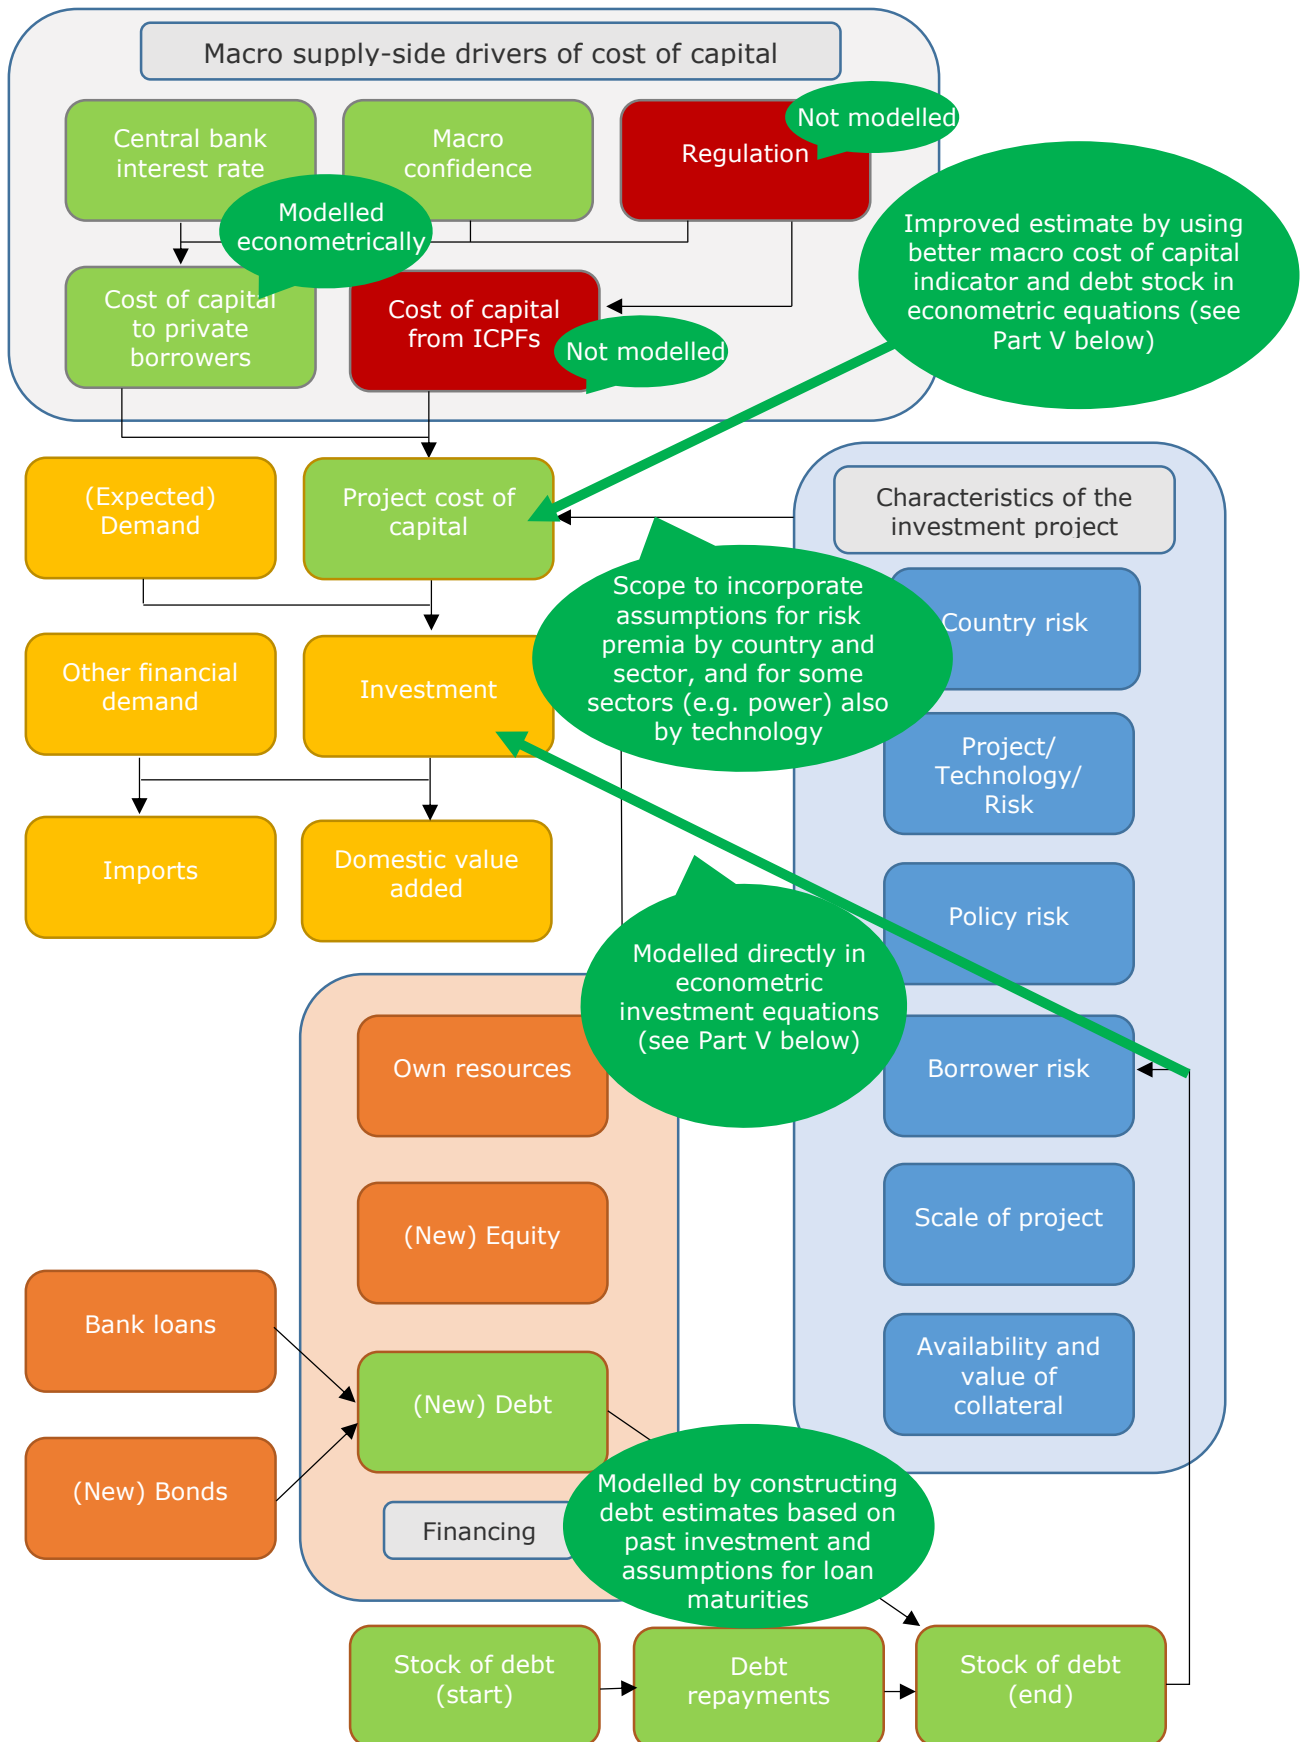 Macro supply-side drivers of cost of capital
Central bank
interest rate
Macro
confidence
Regulation
Not modelled
Modelled
econometrically
Improved estimate by using
better macro cost of capital
indicator and debt stock in
econometric equations (see
Part V below)
Cost of capital
to private
borrowers
Cost of capital
from ICPFs
Not modelled
(Expected)
Demand
Project cost of
capital
Characteristics of the
investment project
Scope to incorporate
assumptions for risk
premia by country and
sector, and for some
sectors (e.g. power) also
by technology
Country risk
Other financial
demand
Investment
Project/
Technology/
Risk
Imports
Domestic value
added
Policy risk
Modelled directly in
econometric
investment equations
(see Part V below)
Own resources
Borrower risk
(New) Equity
Scale of project
Bank loans
(New) Debt
Availability and
value of
collateral
(New) Bonds
Financing
Modelled by constructing
debt estimates based on
past investment and
assumptions for loan
maturities
Stock of debt
(start)
Debt
repayments
Stock of debt
(end)